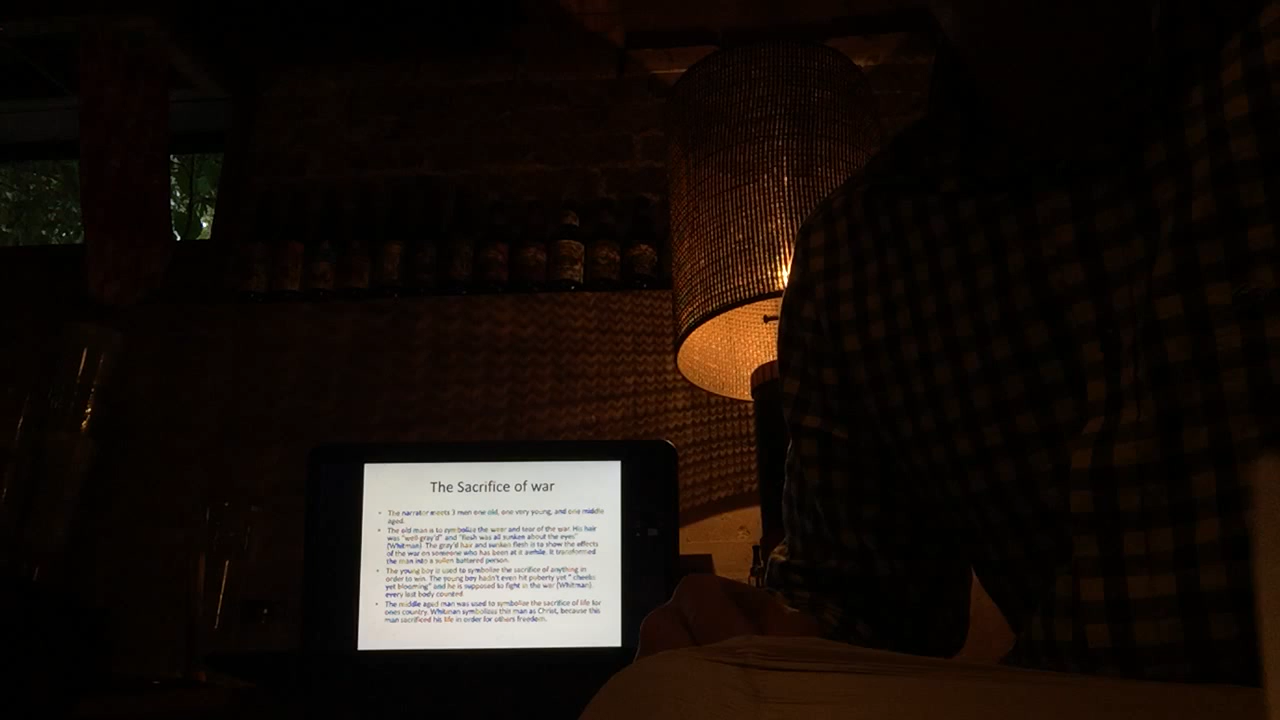 The Sacrifice of war
• The narrator meets 3 men one old, one very young, and one middle
aged.
• The old man is to symbolize the wear and tear of the war. His hair
was "well-gray'd" and "flesh was all sunken about the eyes"
(Whitman). The gray'd hair and sunken flesh is to show the effects
of the war on someone who has been at it awhile. It transformed
the man into a sullen battered person.
• The young boy is used to symbolize the sacrifice of anything in
order to win. The young boy hadn't even hit puberty yet " cheeks
yet blooming" and he is supposed to fight in the war (Whitman),
every last body counted
• The middle aged man was used to symbolize the sacrifice of life for
ones country. Whitman symbolizes this man as Christ, because this
man sacrificed his life in order for others freedom.